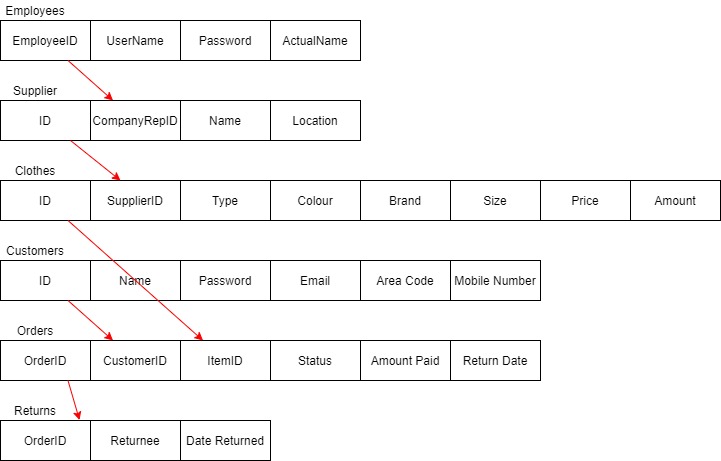 Employees
EmployeeID UserName Password ActualName
Supplier
ID CompanyRepID Name Location
Clothes
ID SupplierID Type Colour Brand Size Price Amount
Customers
ID Name Password Email Area Code Mobile Number
Orders
OrderID CustomerID ItemID Status Amount Paid Return Date
Returns
OrderID Returnee Date Returned